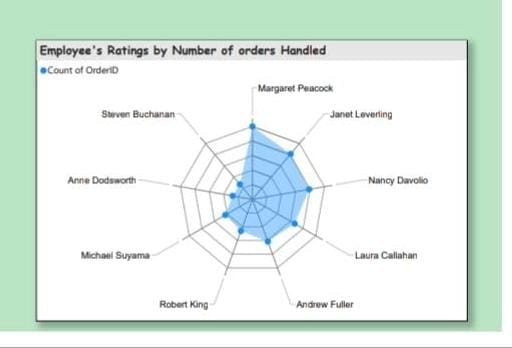 Employee's Ratings by Number of orders Handled
Count of OrderID
Margaret Peacock
Steven Buchanan
Janet Leverling
Anne Dodsworth
Nancy Davolio
Michael Suyama
Laura Callahan
Robert King
Andrew Fuller